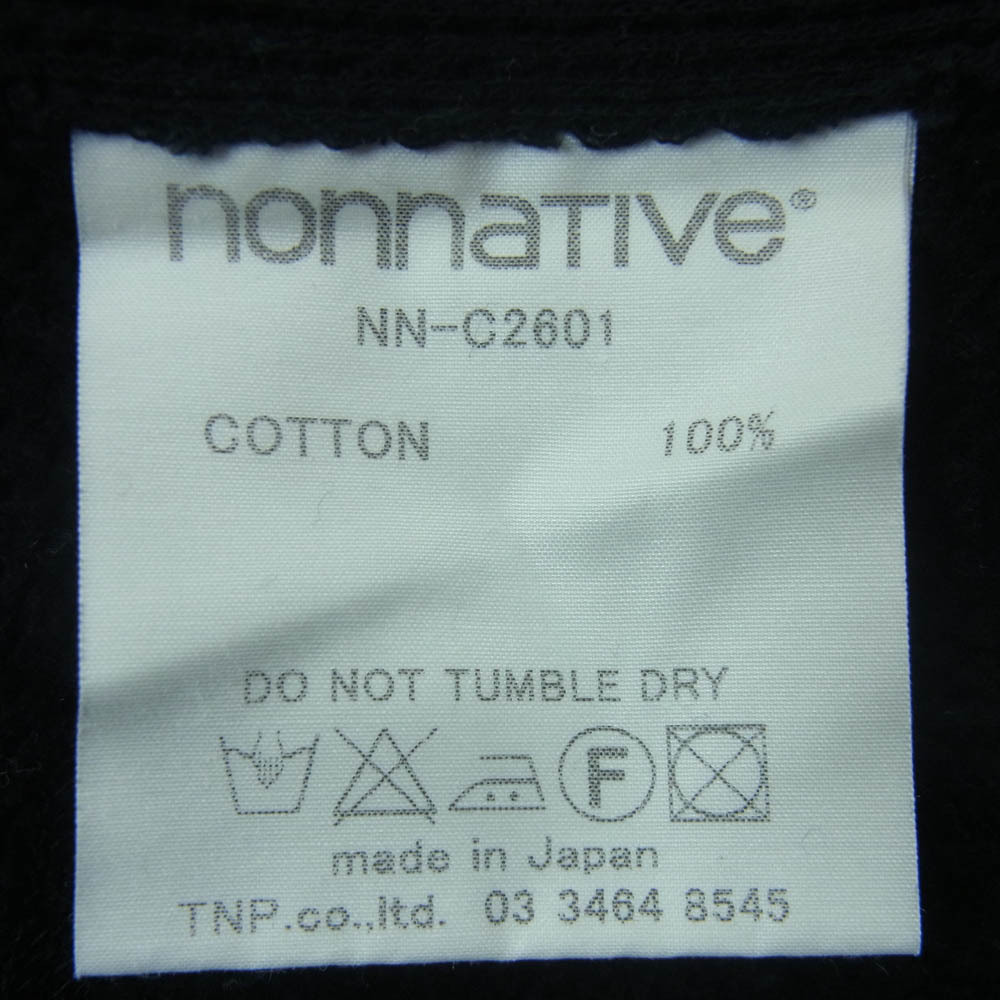 nonnative®
NN-C2601
COTTON 100%
DO NOT TUMBLE DRY
F
made in Japan
TNP.co.,ltd. 03 3464 8545